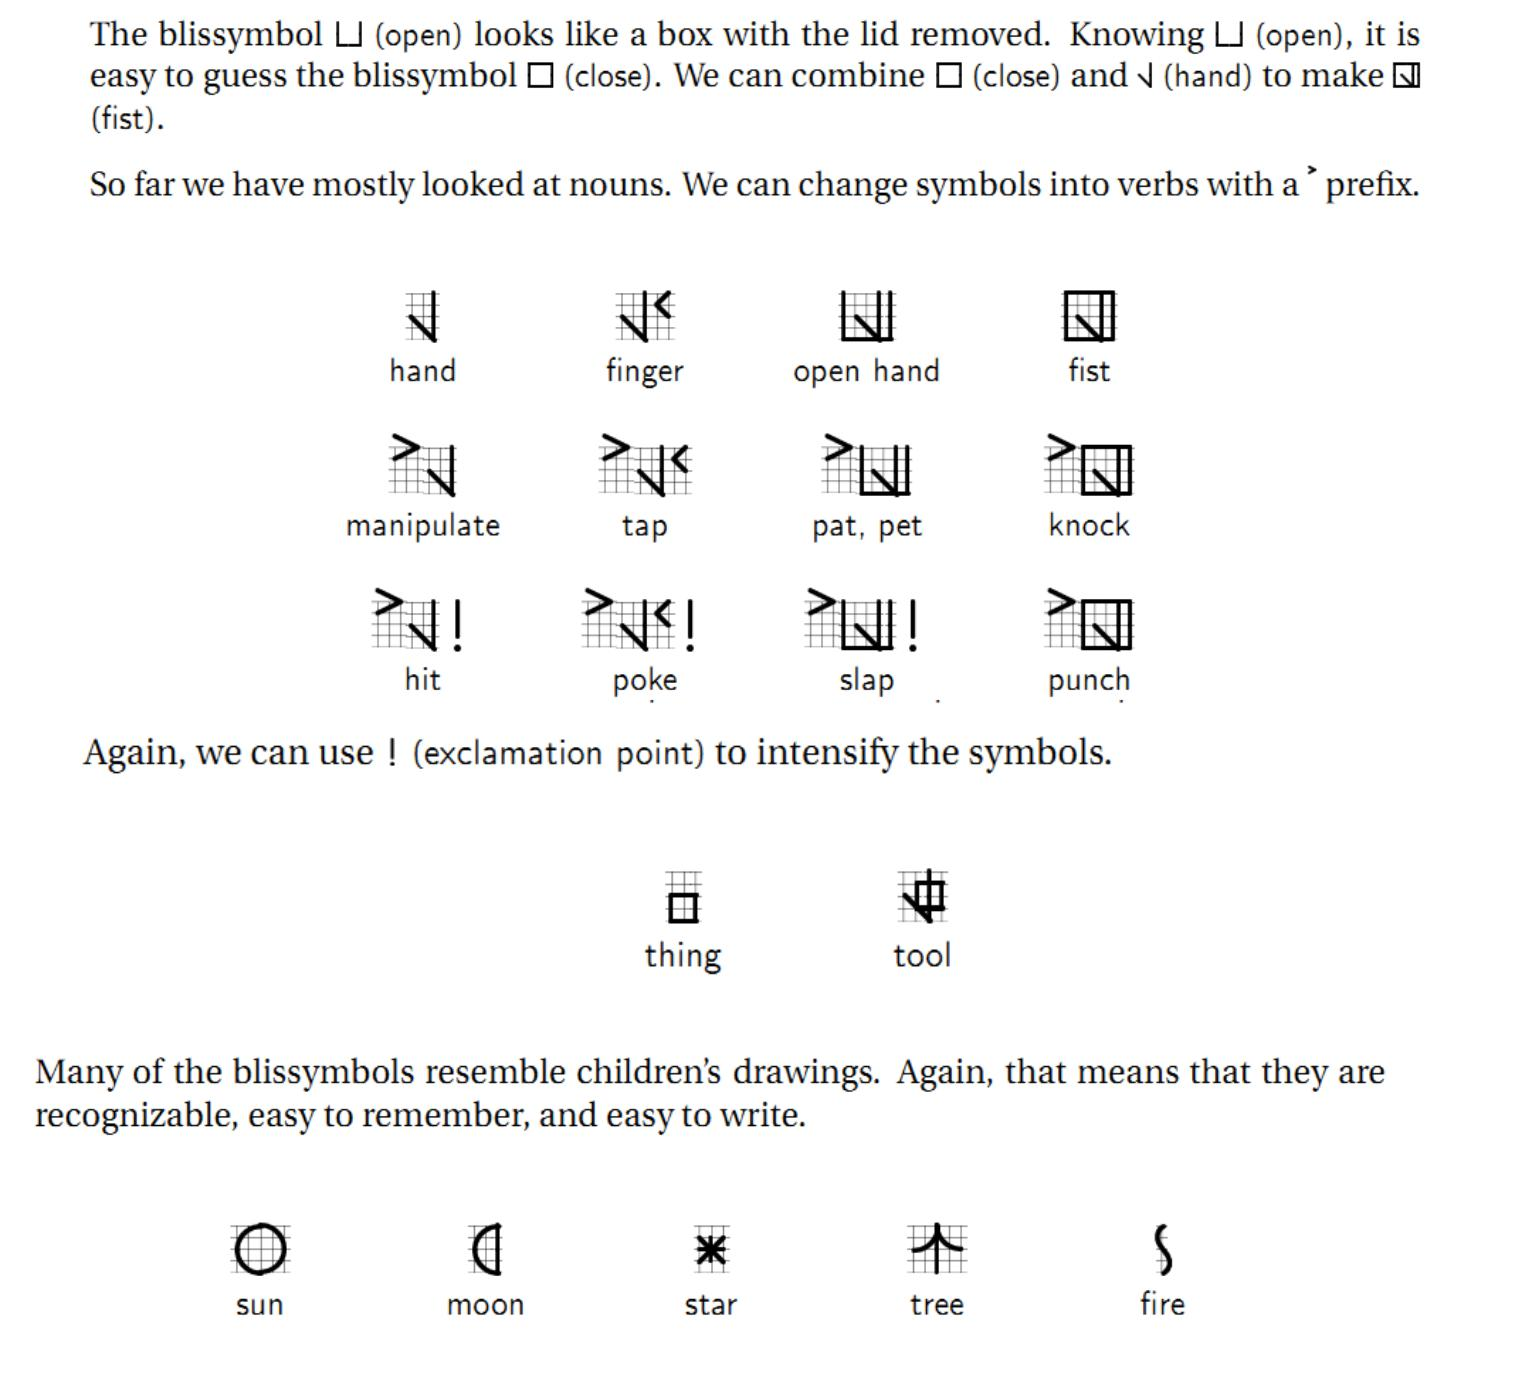 The blissymbol ⊔ (open) looks like a box with the lid removed. Knowing ⊔ (open), it is
easy to guess the blissymbol □ (close). We can combine □ (close) and (hand) to make
(fist).
So far we have mostly looked at nouns. We can change symbols into verbs with a ˃ prefix.
hand finger open hand fist
manipulate tap pat, pet knock
! ! !
hit poke slap punch
Again, we can use ! (exclamation point) to intensify the symbols.
thing tool
Many of the blissymbols resemble children's drawings. Again, that means that they are
recognizable, easy to remember, and easy to write.
sun moon star tree fire